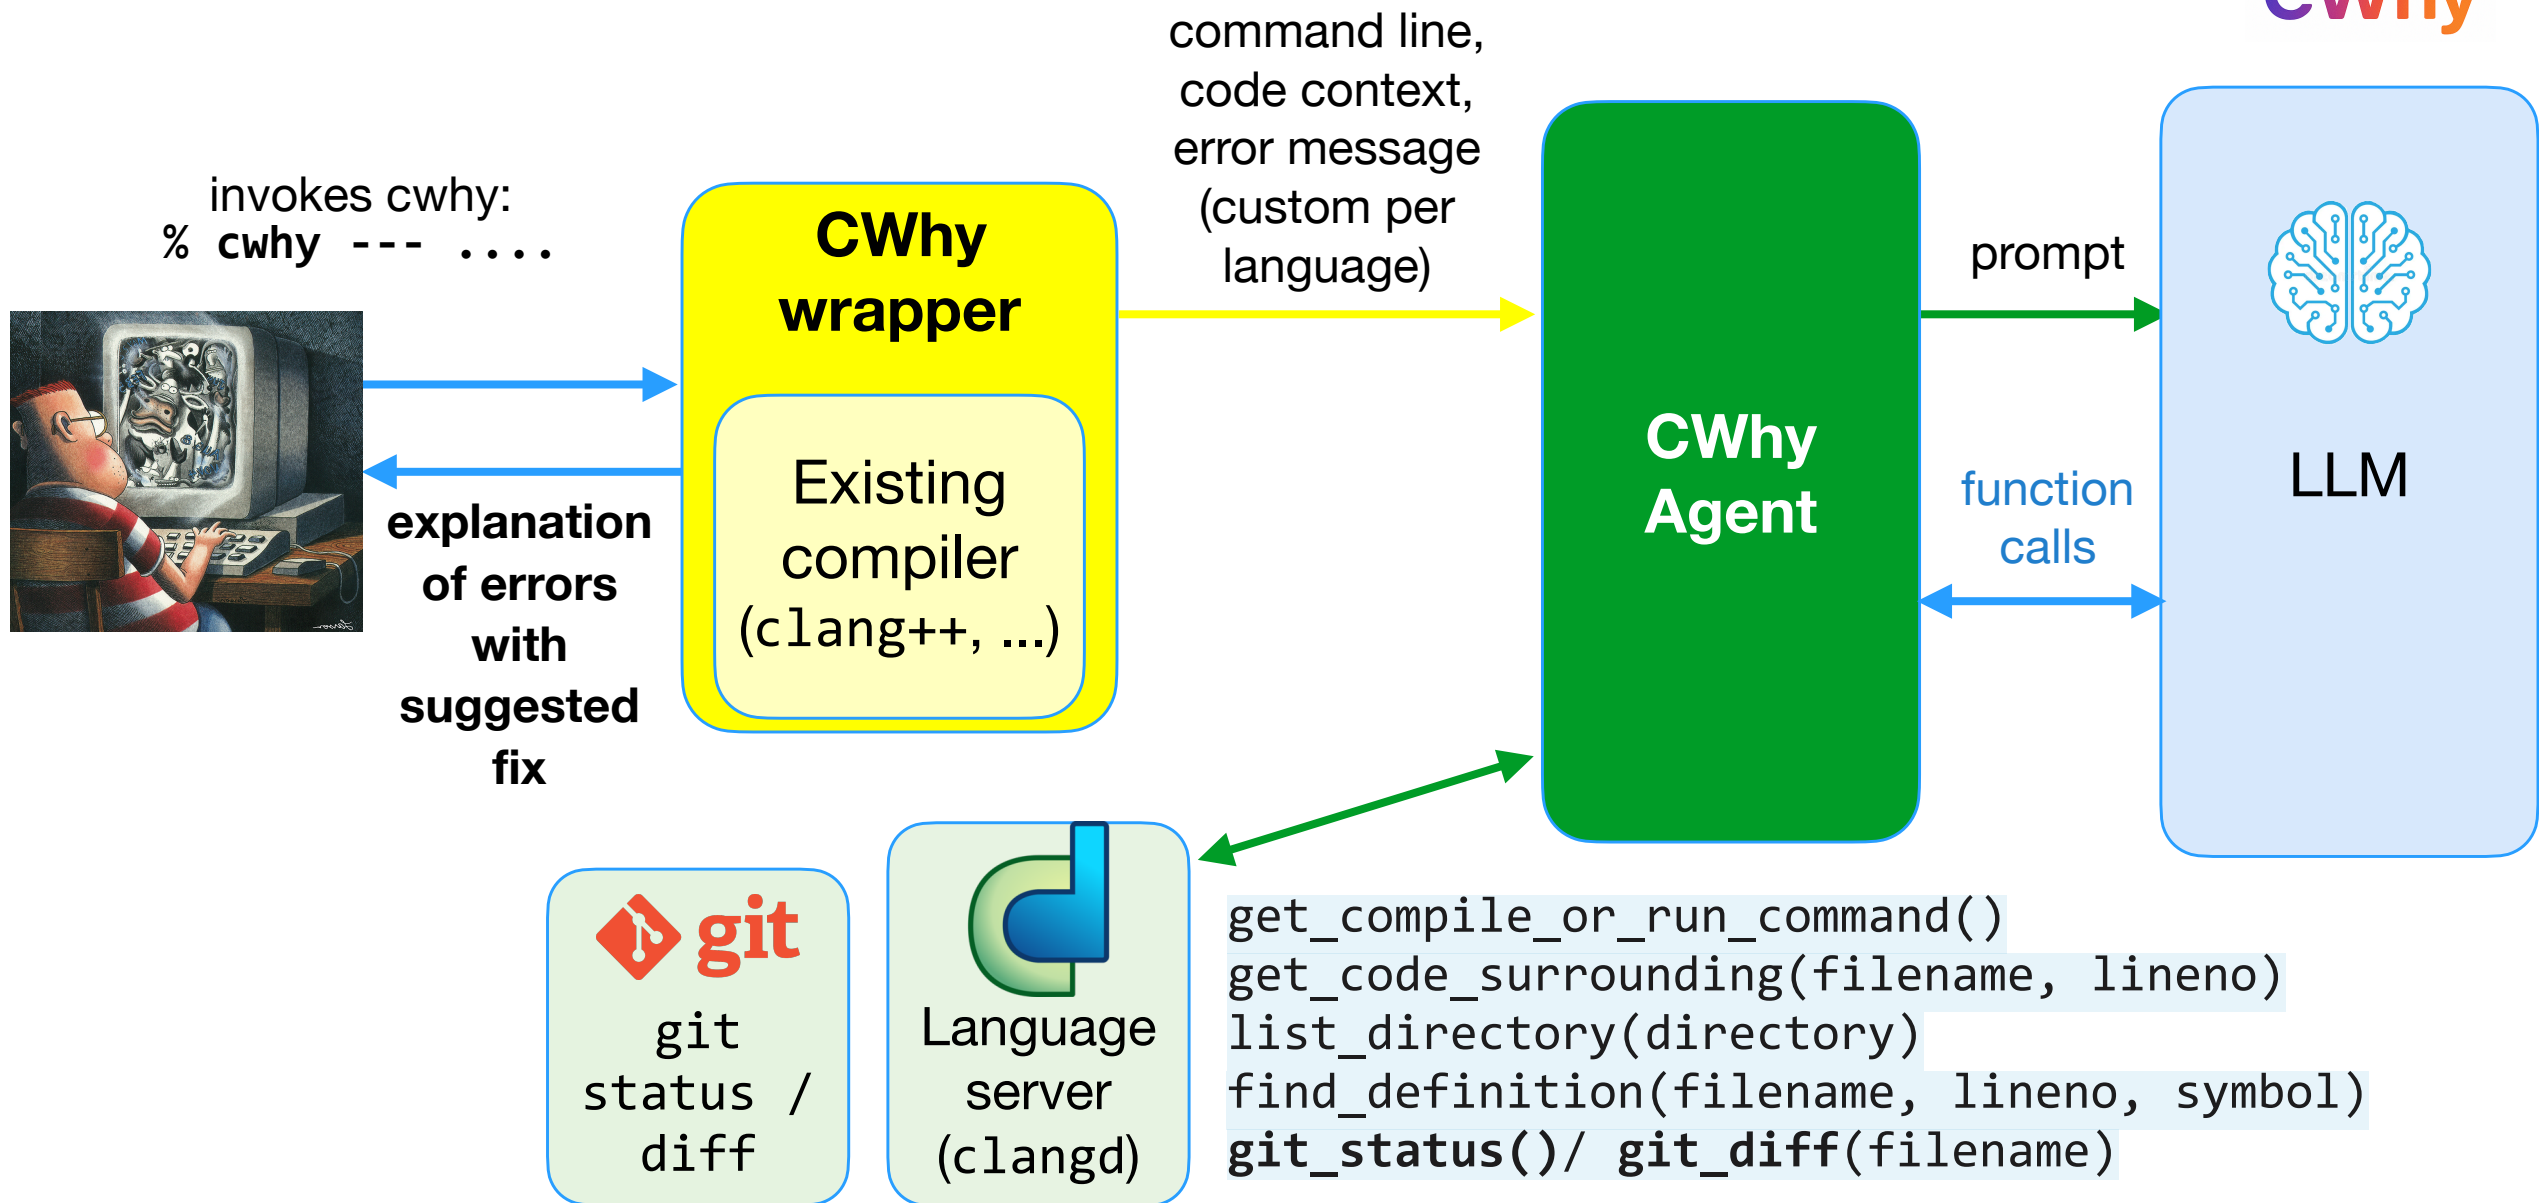 CWhy
command line,
code context,
error message
(custom per
language)
invokes cwhy:
% cwhy --- ....
CWhy
wrapper
Existing
compiler
(clang++, ...)
explanation
of errors
with
suggested
fix
CWhy
Agent
prompt
function
calls
LLM
git
git
status /
diff
Language
server
(clangd)
get_compile_or_run_command()
get_code_surrounding(filename, lineno)
list_directory(directory)
find_definition(filename, lineno, symbol)
git_status()/ git_diff(filename)